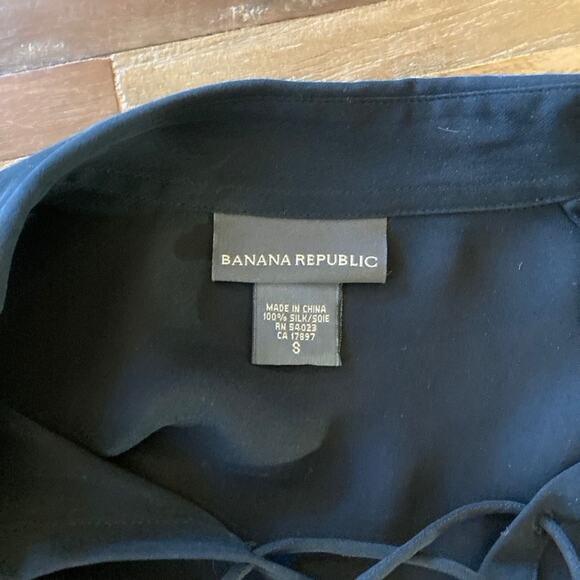 BANANA REPUBLIC
MADE IN CHINA
100% SILK/SOIE
RN 54023
CA 17897
S